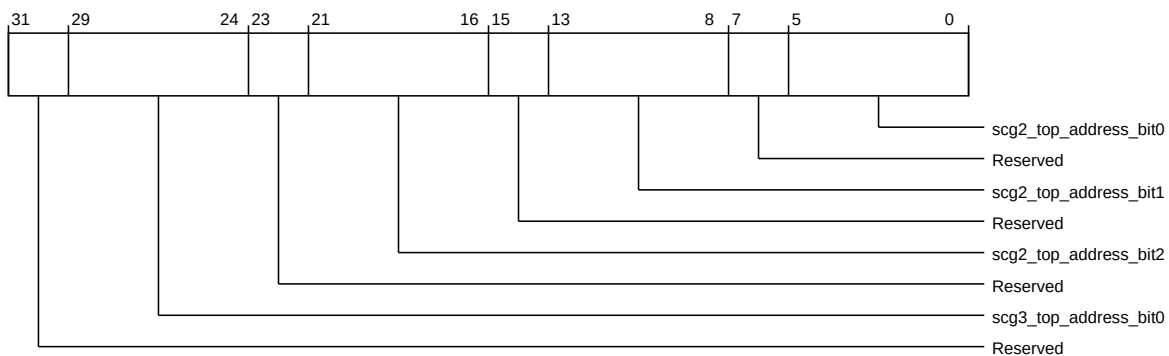 31 29 24 23 21 16 15 13 8 7 5 0
scg2_top_address_bit0
Reserved
scg2_top_address_bit1
Reserved
scg2_top_address_bit2
Reserved
scg3_top_address_bit0
Reserved